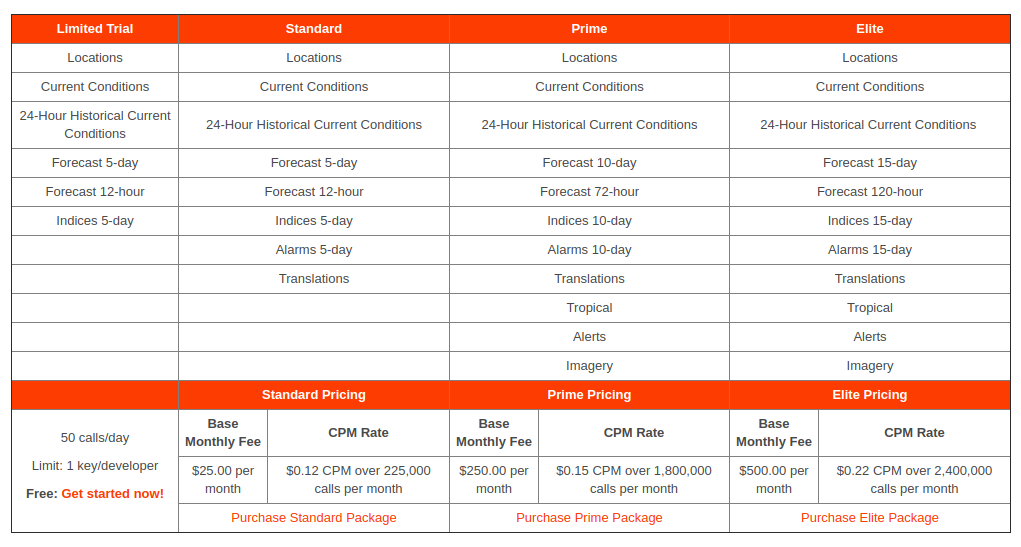 Limited Trial Standard Prime Elite
Locations Locations Locations Locations
Current Conditions Current Conditions Current Conditions Current Conditions
24-Hour Historical Current
Conditions 24-Hour Historical Current Conditions 24-Hour Historical Current Conditions 24-Hour Historical Current Conditions
Forecast 5-day Forecast 5-day Forecast 10-day Forecast 15-day
Forecast 12-hour Forecast 12-hour Forecast 72-hour Forecast 120-hour
Indices 5-day Indices 5-day Indices 10-day Indices 15-day
Alarms 5-day Alarms 10-day Alarms 15-day
Translations Translations Translations
Tropical Tropical
Alerts Alerts
Imagery Imagery
Standard Pricing Prime Pricing Elite Pricing
50 calls/day
Limit: 1 key/developer
Free: Get started now!
Base
Monthly Fee
CPM Rate
Base
Monthly Fee
CPM Rate
Base
Monthly Fee
CPM Rate
$25.00 per
month
$0.12 CPM over 225,000
calls per month
$250.00 per
month
$0.15 CPM over 1,800,000
calls per month
$500.00 per
month
$0.22 CPM over 2,400,000
calls per month
Purchase Standard Package Purchase Prime Package Purchase Elite Package